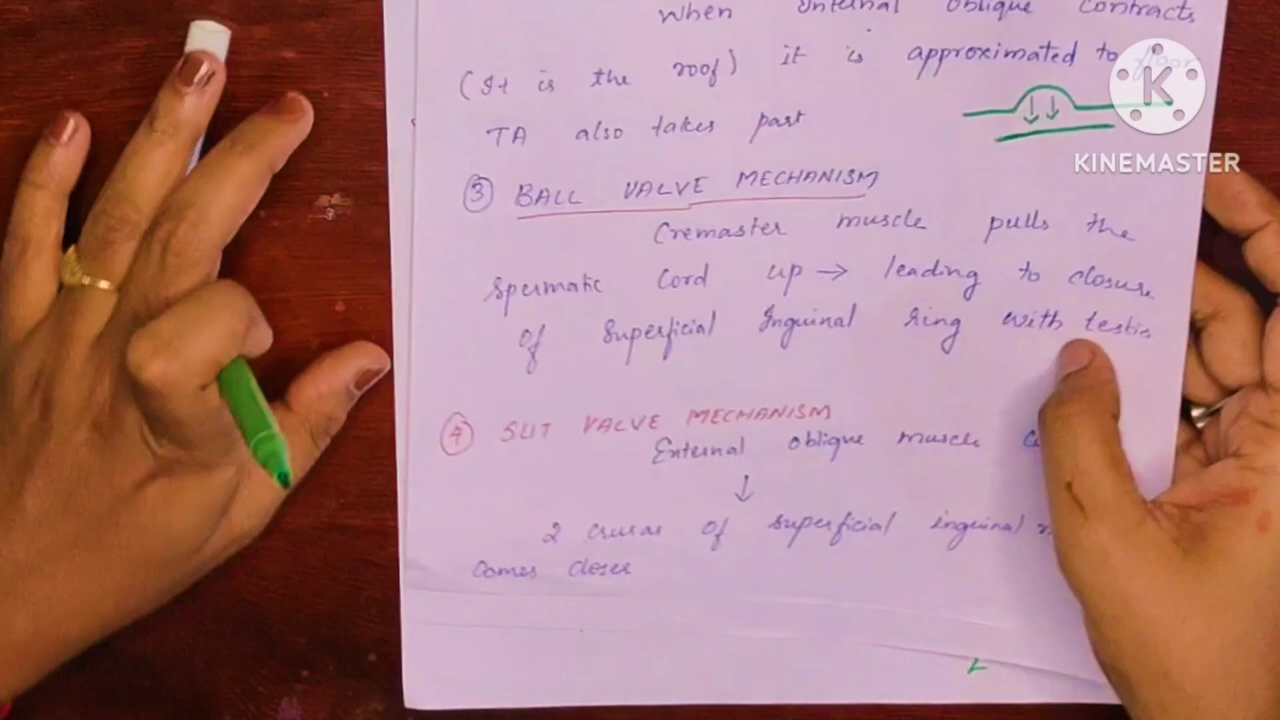 When Internal oblique contracts
(It is the roof) it is approximated to floor
TA also takes part
③ BALL VALVE MECHANISM
Cremaster muscle pulls the
Spermatic Cord up → leading to closure
of Superficial Inguinal ring with testis
④ SLIT VALVE MECHANISM
External oblique muscle
↓
2 cruras of superficial inguinal
comes closer
K
KINEMASTER